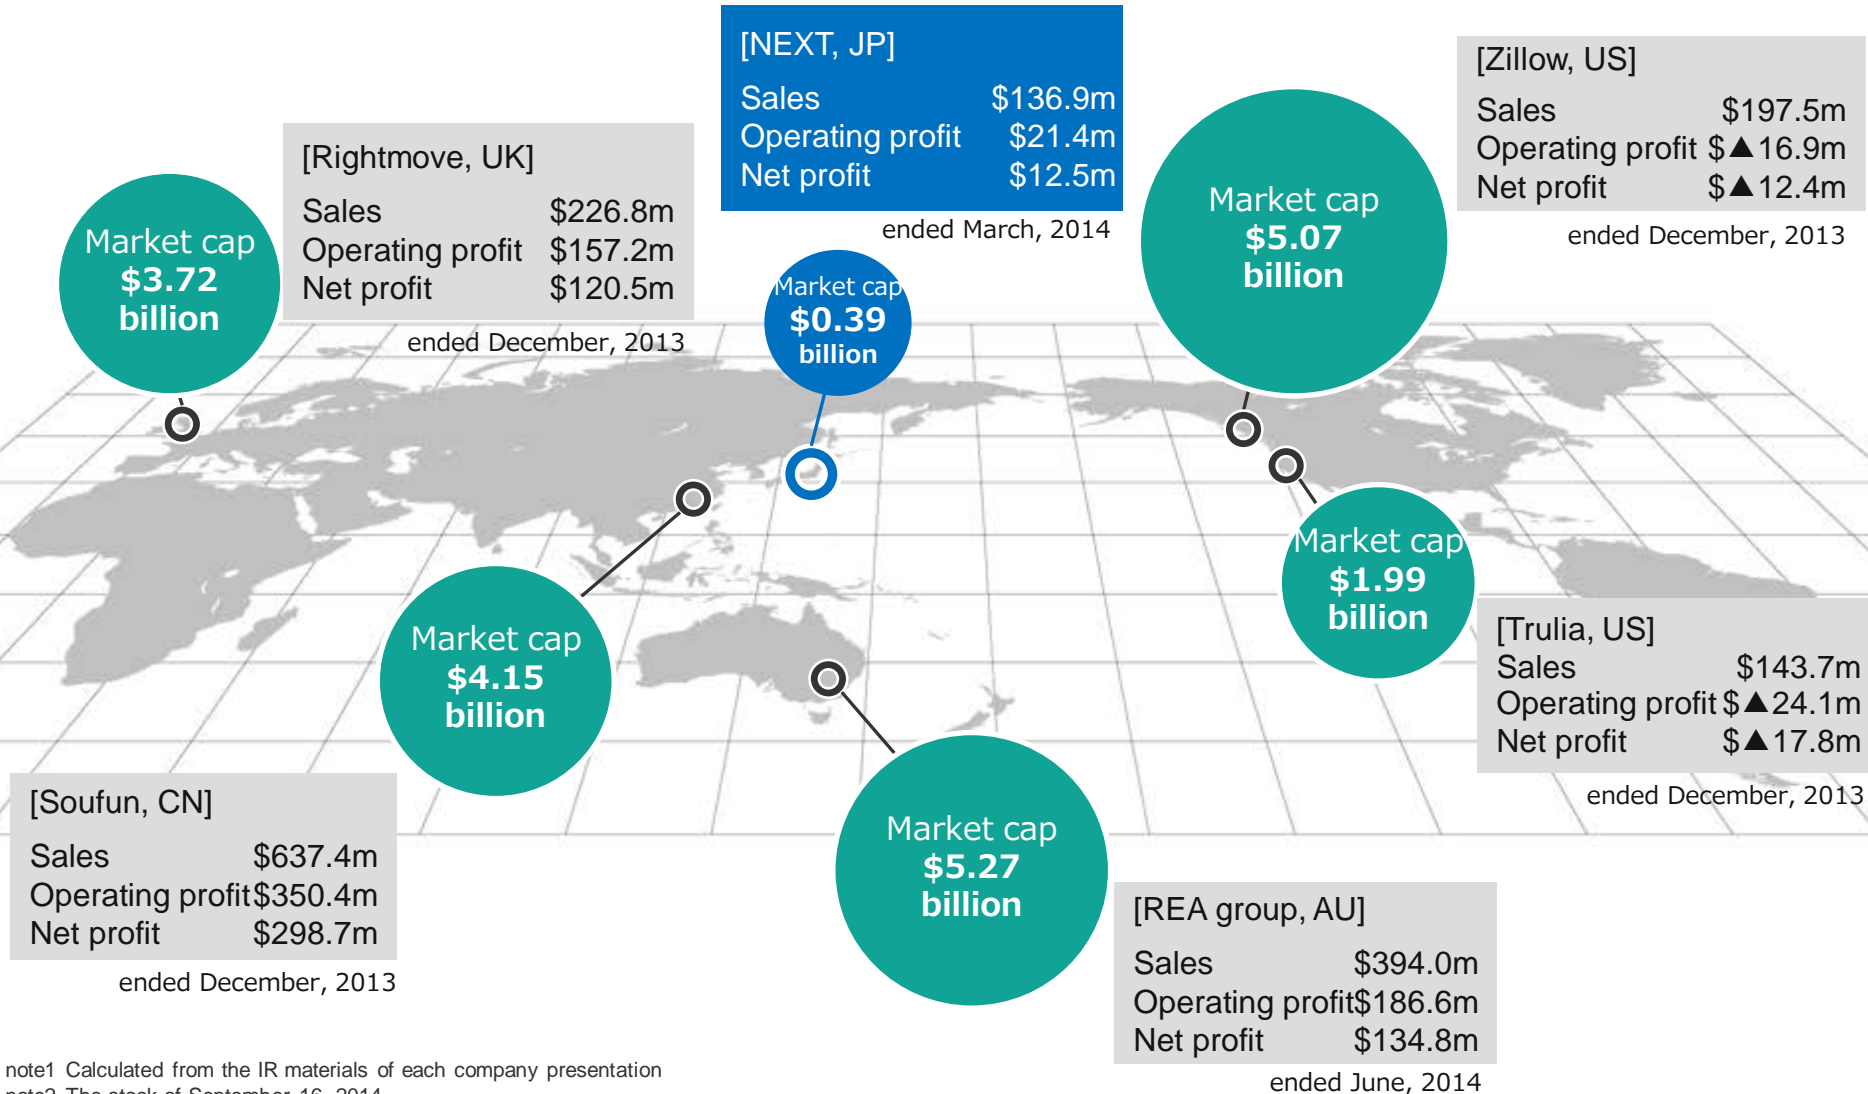 [NEXT, JP]
Sales $136.9m
Operating profit $21.4m
Net profit $12.5m
ended March, 2014
[Zillow, US]
Sales $197.5m
Operating profit $▲16.9m
Net profit $▲12.4m
ended December, 2013
[Rightmove, UK]
Sales $226.8m
Operating profit $157.2m
Net profit $120.5m
ended December, 2013
Market cap
$3.72
billion
Market cap
$0.39
billion
Market cap
$5.07
billion
Market cap
$1.99
billion
[Trulia, US]
Sales $143.7m
Operating profit $▲24.1m
Net profit $▲17.8m
ended December, 2013
Market cap
$4.15
billion
[Soufun, CN]
Sales $637.4m
Operating profit $350.4m
Net profit $298.7m
ended December, 2013
Market cap
$5.27
billion
[REA group, AU]
Sales $394.0m
Operating profit $186.6m
Net profit $134.8m
ended June, 2014
note1 Calculated from the IR materials of each company presentation
note2 The stock of September 16, 2014